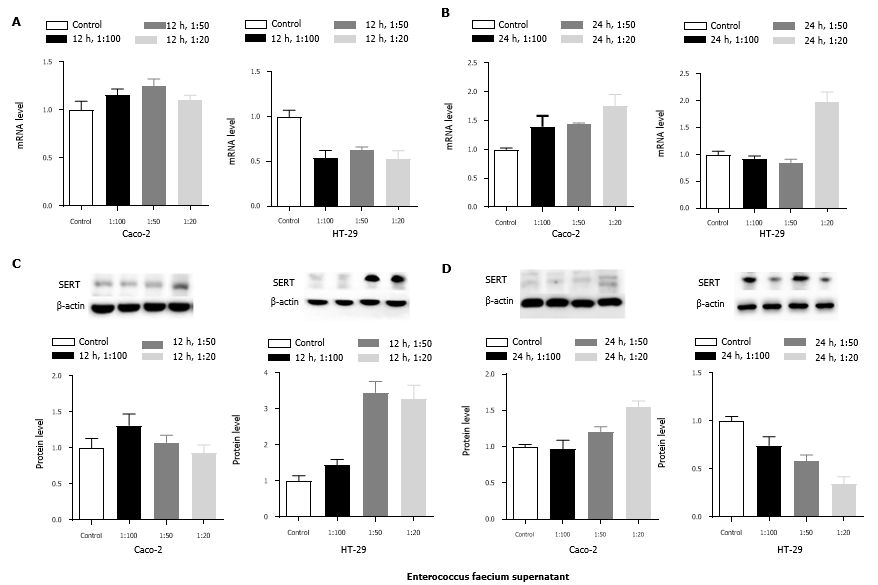 A
Control
12 h, 1:50
12 h, 1:100
12 h, 1:20
mRNA level
1.5
1.0
0.5
0.0
Control
1:100
1:50
1:20
Caco-2
Control
12 h, 1:50
12 h, 1:100
12 h, 1:20
mRNA level
1.5
1.0
0.5
0.0
Control
1:100
1:50
1:20
HT-29
B
Control
24 h, 1:50
24 h, 1:100
24 h, 1:20
mRNA level
2.5
2.0
1.5
1.0
0.5
0.0
Control
1:100
1:50
1:20
Caco-2
Control
24 h, 1:50
24 h, 1:100
24 h, 1:20
mRNA level
2.5
2.0
1.5
1.0
0.5
0.0
Control
1:100
1:50
1:20
HT-29
C
SERT
β-actin
Control
12 h, 1:50
12 h, 1:100
12 h, 1:20
Protein level
2.0
1.5
1.0
0.5
0.0
Control
1:100
1:50
1:20
Caco-2
SERT
β-actin
Control
12 h, 1:50
12 h, 1:100
12 h, 1:20
Protein level
4
3
2
1
0
Control
1:100
1:50
1:20
HT-29
D
SERT
β-actin
Control
24 h, 1:50
24 h, 1:100
24 h, 1:20
Protein level
2.0
1.5
1.0
0.5
0.0
Control
1:100
1:50
1:20
Caco-2
SERT
β-actin
Control
24 h, 1:50
24 h, 1:100
24 h, 1:20
Protein level
1.5
1.0
0.5
0.0
Control
1:100
1:50
1:20
HT-29
Enterococcus faecium supernatant